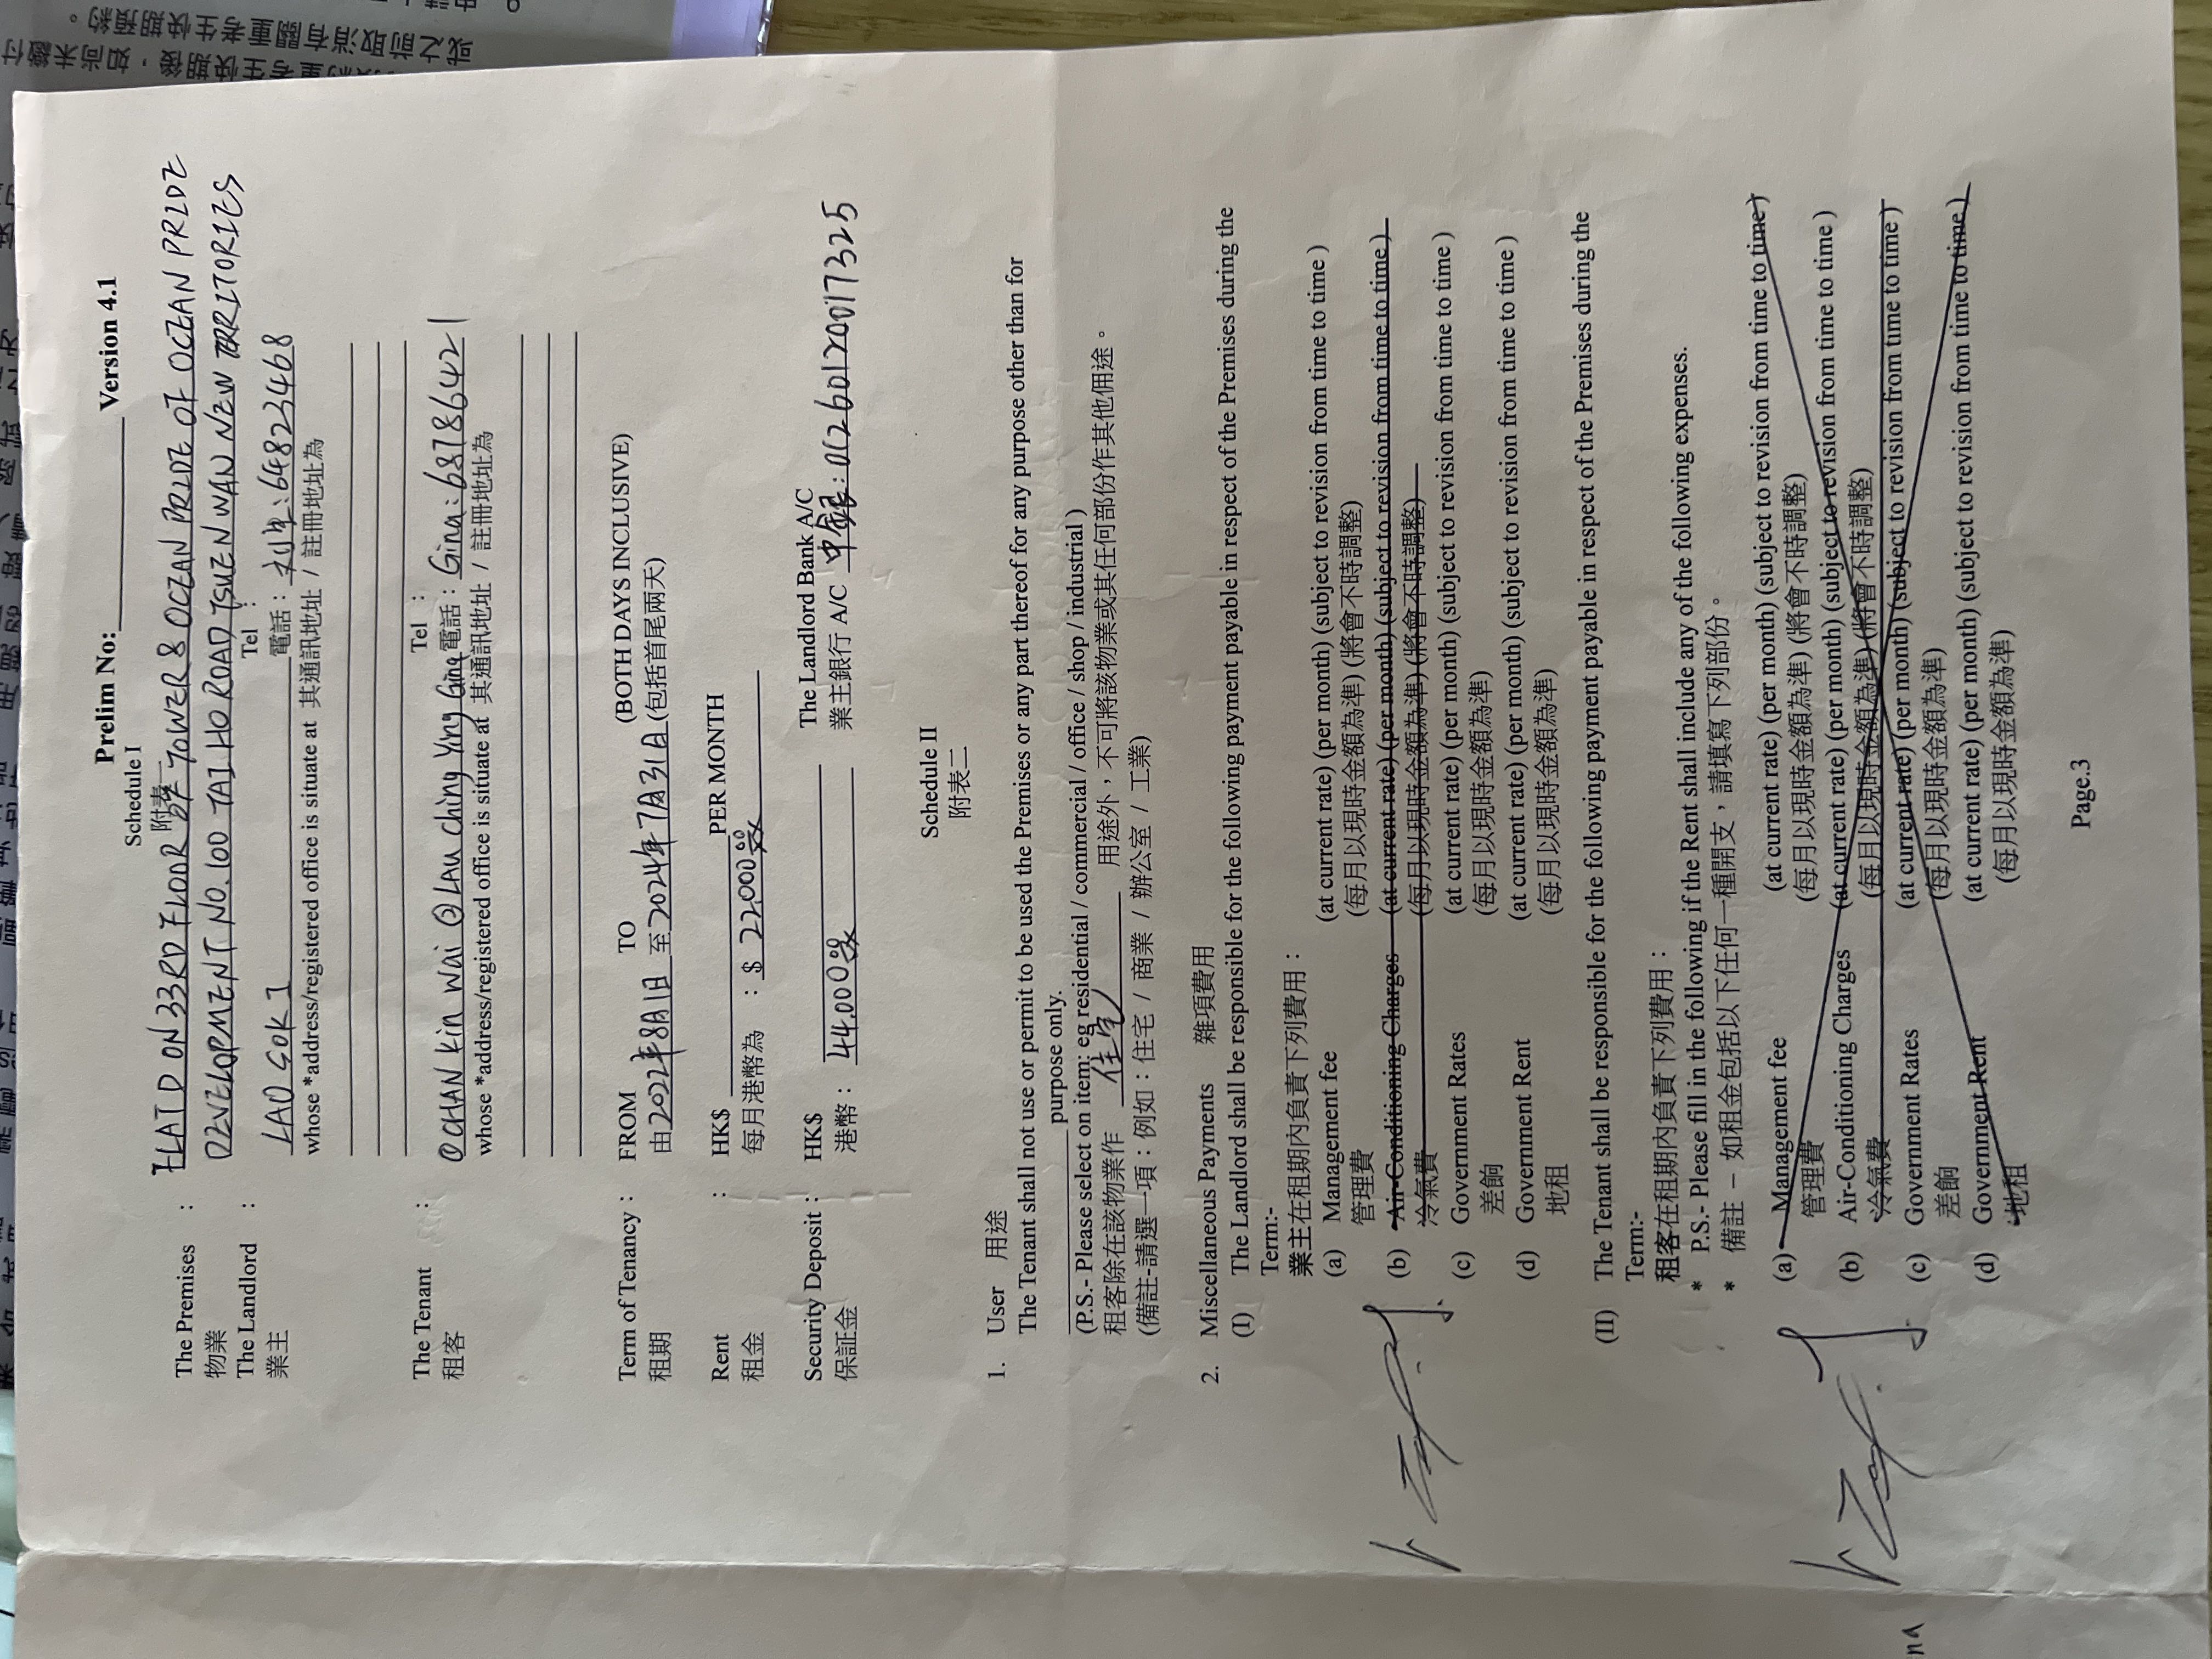 Prelim No: Version 4.1
Schedule I
附表一
The Premises : FLAT D ON 33RD FLOOR OF TOWER 8 OCEAN PRIDE OF OCEAN PRIDE
物業 DEVELOPMENT NO. 100 TAI HO ROAD TSUEN WAN NEW TERRITORIES
The Landlord : Tel :
業主 LAO SOK I 電話:利生:64823468
whose *address/registered office is situate at 其通訊地址 / 註冊地址為
The Tenant : Tel :
租客 @CHAN Kin Wai @LAU Ching Ying Gina 電話:Gina:68786421
whose *address/registered office is situate at 其通訊地址 / 註冊地址為
Term of Tenancy : FROM TO (BOTH DAYS INCLUSIVE)
租期 由 2022年8月1日 至 2024年7月31日 (包括首尾兩天)
Rent : HK$ PER MONTH
租金 每月港幣為 : $ 22,000
Security Deposit : HK$ The Landlord Bank A/C
保証金 港幣: 44,000 業主銀行 A/C 中銀:01260120017325
Schedule II
附表二
1. User 用途
The Tenant shall not use or permit to be used the Premises or any part thereof for any purpose other than for
purpose only.
(P.S.- Please select on item; eg residential / commercial / office / shop / industrial )
租客除在該物業作 住宅 用途外,不可將該物業或其任何部份作其他佣途。
(備註-請選一項:例如:住宅 / 商業 / 辦公室 / 工業)
2. Miscellaneous Payments 雜項費用
(I) The Landlord shall be responsible for the following payment payable in respect of the Premises during the
Term:-
業主在租期內負責下列費用:
(a) Management fee (at current rate) (per month) (subject to revision from time to time )
管理費 (每月以現時金額為準) (將會不時調整)
(b) Air-Conditioning Charges (at current rate) (per month) (subject to revision from time to time )
冷氣費 (每月以現時金額為準) (將會不時調整)
(c) Government Rates (at current rate) (per month) (subject to revision from time to time )
差餉 (每月以現時金額為準)
(d) Government Rent (at current rate) (per month) (subject to revision from time to time )
地租 (每月以現時金額為準)
(II) The Tenant shall be responsible for the following payment payable in respect of the Premises during the
Term:-
租客在租期內負責下列費用:
* P.S.- Please fill in the following if the Rent shall include any of the following expenses.
* 備註 – 如租金包括以下任何一種開支,請填寫下列部份。
(a) Management fee (at current rate) (per month) (subject to revision from time to time )
管理費 (每月以現時金額為準) (將會不時調整)
(b) Air-Conditioning Charges (at current rate) (per month) (subject to revision from time to time )
冷氣費 (每月以現時金額為準) (將會不時調整)
(c) Government Rates (at current rate) (per month) (subject to revision from time to time )
差餉 (每月以現時金額為準)
(d) Government Rent (at current rate) (per month) (subject to revision from time to time )
地租 (每月以現時金額為準)
Page.3